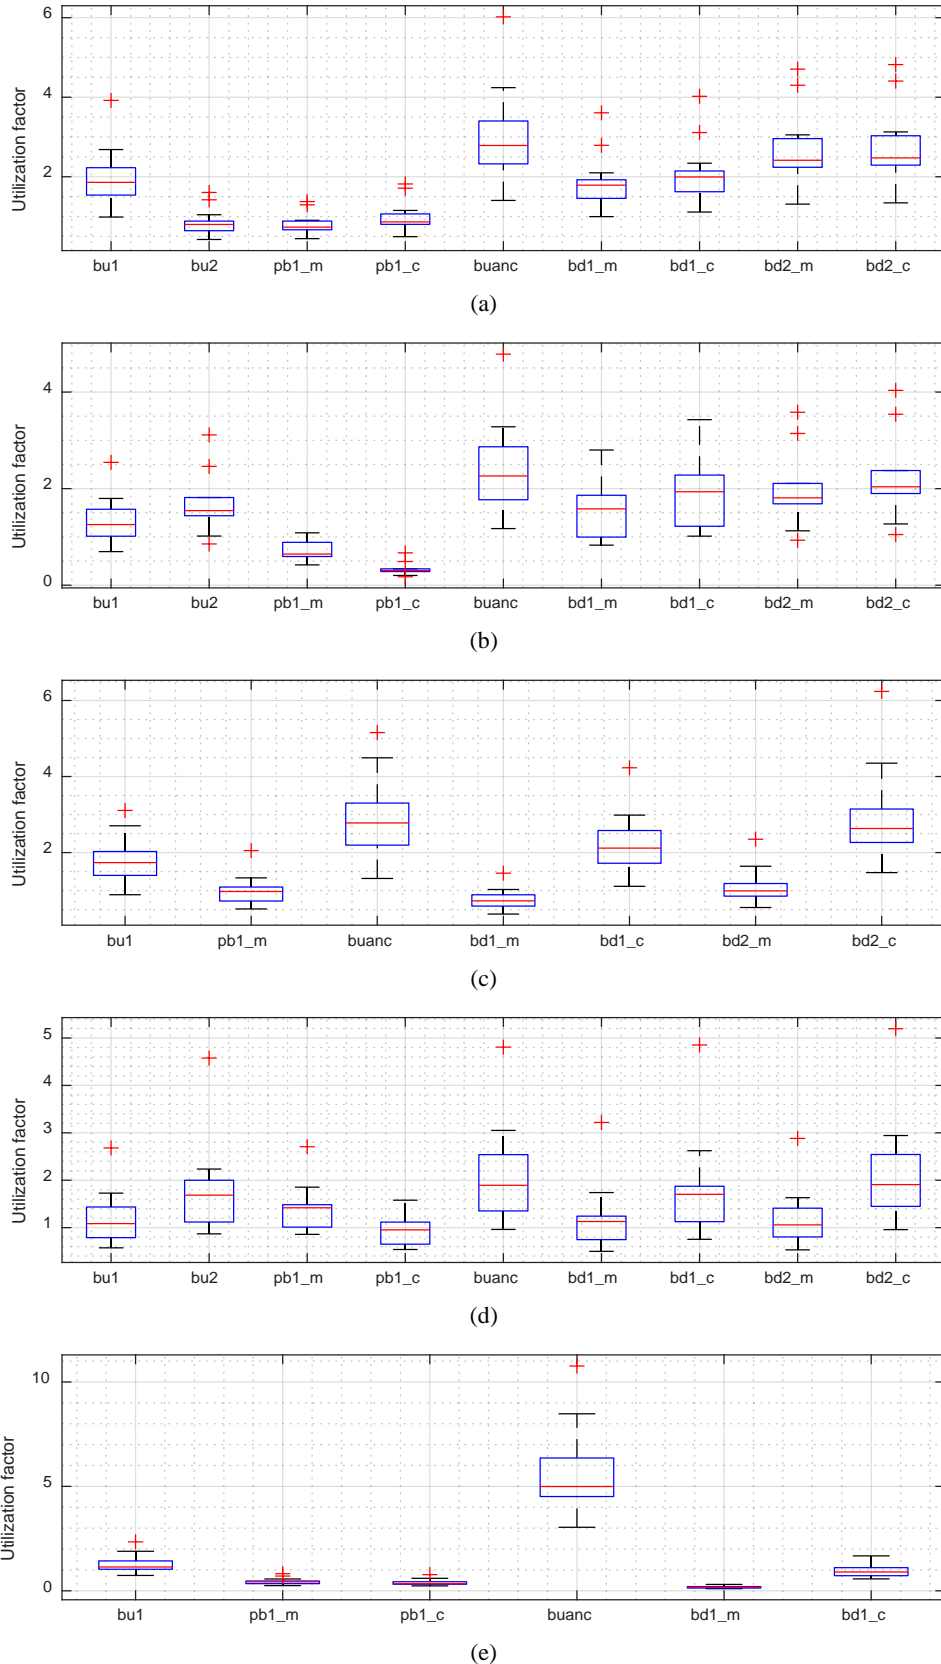 6
4
2
Utilization factor
bu1 bu2 pb1_m pb1_c buanc bd1_m bd1_c bd2_m bd2_c
(a)
4
2
0
Utilization factor
bu1 bu2 pb1_m pb1_c buanc bd1_m bd1_c bd2_m bd2_c
(b)
6
4
2
Utilization factor
bu1 pb1_m buanc bd1_m bd1_c bd2_m bd2_c
(c)
5
4
3
2
1
Utilization factor
bu1 bu2 pb1_m pb1_c buanc bd1_m bd1_c bd2_m bd2_c
(d)
10
5
0
Utilization factor
bu1 pb1_m pb1_c buanc bd1_m bd1_c
(e)